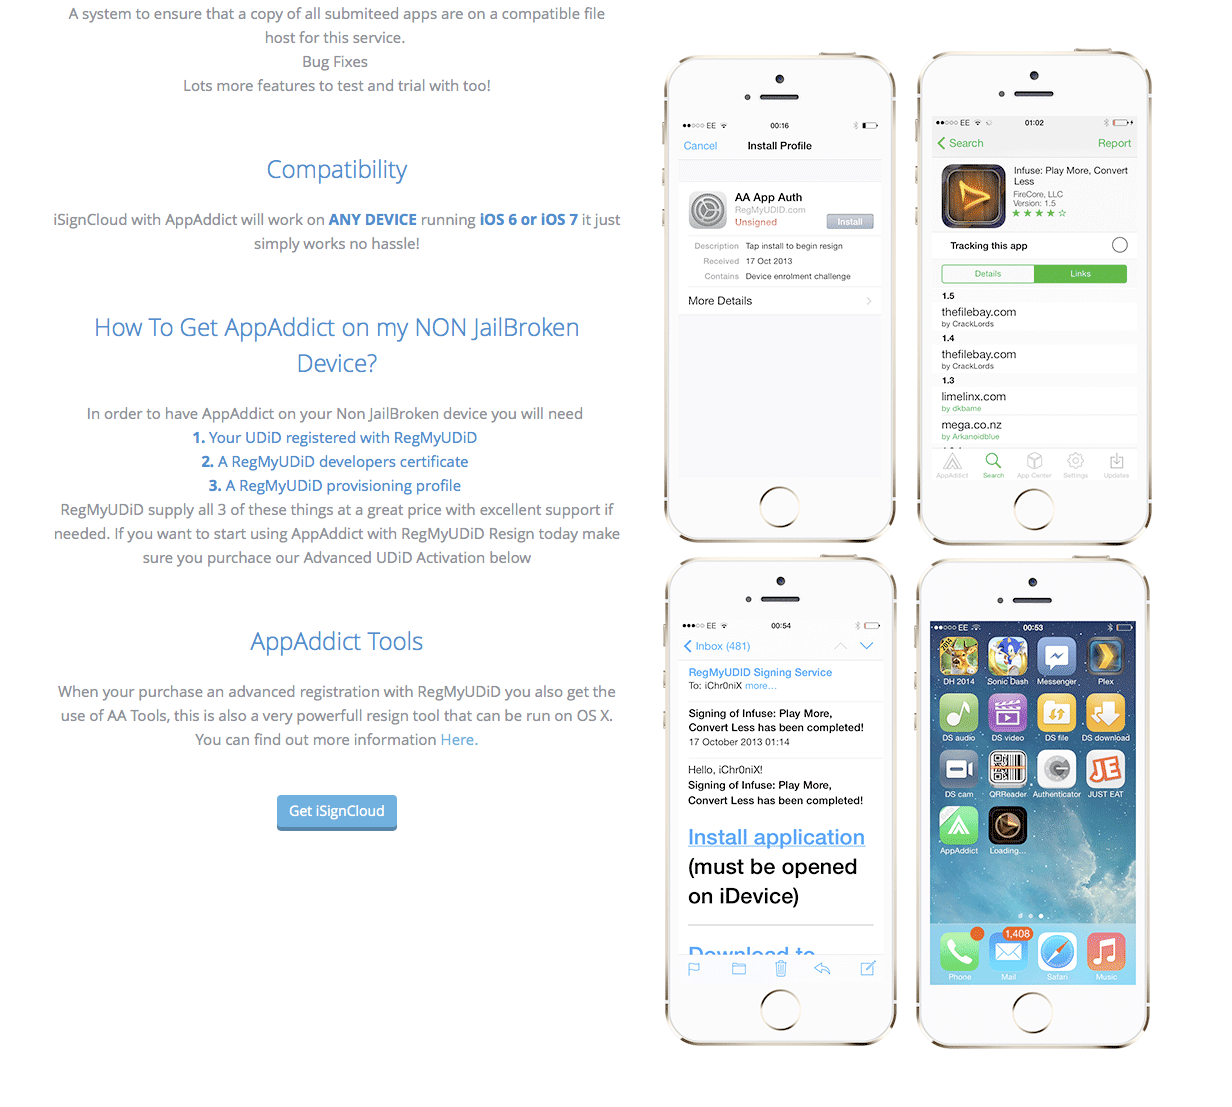 A system to ensure that a copy of all submiteed apps are on a compatible file
host for this service.
Bug Fixes
Lots more features to test and trial with too!
Compatibility
iSignCloud with AppAddict will work on ANY DEVICE running iOS 6 or iOS 7 it just
simply works no hassle!
How To Get AppAddict on my NON JailBroken
Device?
In order to have AppAddict on your Non JailBroken device you will need
1. Your UDiD registered with RegMyUDiD
2. A RegMyUDiD developers certificate
3. A RegMyUDiD provisioning profile
RegMyUDiD supply all 3 of these things at a great price with excellent support if
needed. If you want to start using AppAddict with RegMyUDiD Resign today make
sure you purchace our Advanced UDiD Activation below
AppAddict Tools
When your purchase an advanced registration with RegMyUDiD you also get the
use of AA Tools, this is also a very powerfull resign tool that can be run on OS X.
You can find out more information Here.
Get iSignCloud
EE 00:16
Cancel Install Profile
AA App Auth
RegMyUDiD.com
Unsigned Install
Description Tap install to begin resign
Received 17 Oct 2013
Contains Device enrolment challenge
More Details
EE 01:02
Search Report
Infuse: Play More, Convert
Less
FireCore, LLC
Version: 1.5
Tracking this app
Details Links
1.5
thefilebay.com
by CrackLords
1.4
thefilebay.com
by CrackLords
1.3
limelinx.com
by dkbame
mega.co.nz
by Arkanoidblue
AppAddict Search App Center Settings Updates
EE 00:54
Inbox (481)
RegMyUDID Signing Service
To: iChr0niX more...
Signing of Infuse: Play More,
Convert Less has been completed!
17 October 2013 01:14
Hello, iChr0niX!
Signing of Infuse: Play More,
Convert Less has been completed!
Install application
(must be opened
on iDevice)
Download to
EE 00:53
DH 2014 Sonic Dash Messenger Plex
DS audio DS video DS file DS download
DS cam QRReader Authenticator JUST EAT
AppAddict Loading...
1,408
Phone Mail Safari Music